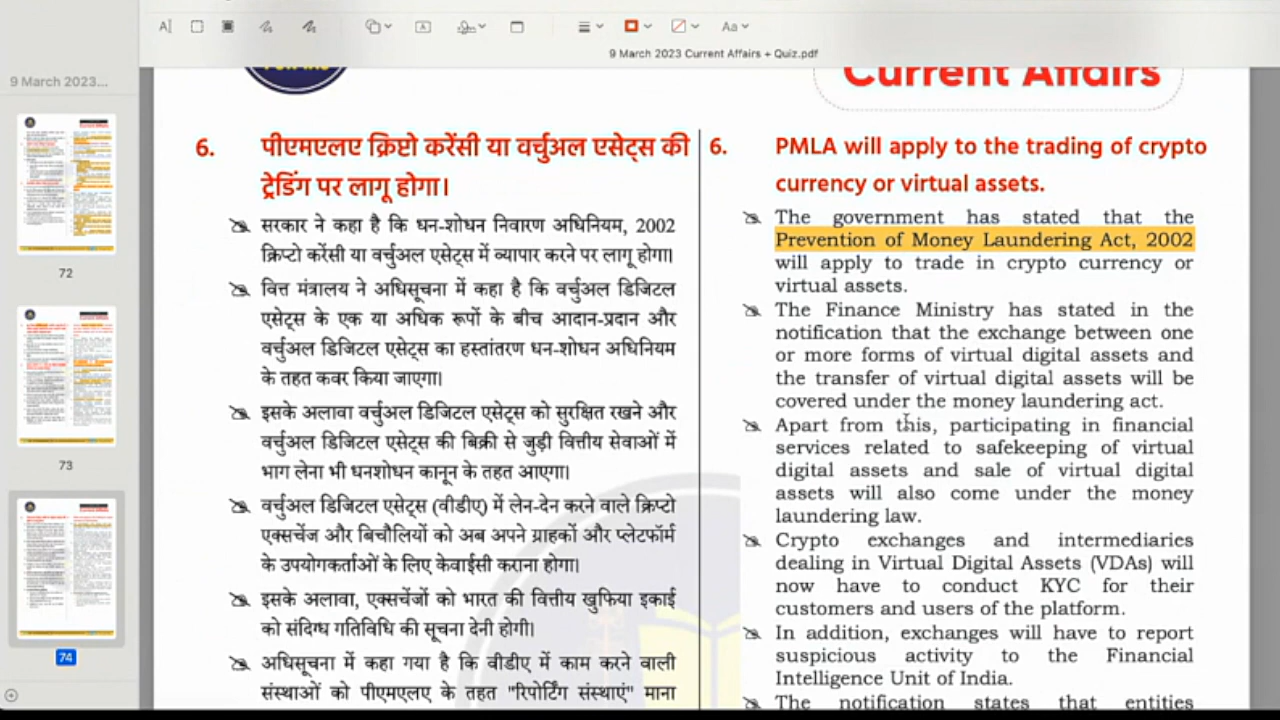 Aa
9 March 2023 Current Affairs + Quiz.pdf
9 March 2023...
72
73
74
Current Affairs
6. पीएमएलए क्रिप्टो करेंसी या वर्चुअल एसेट्स की
ट्रेडिंग पर लागू होगा।
सरकार ने कहा है कि धन-शोधन निवारण अधिनियम, 2002
क्रिप्टो करेंसी या वर्चुअल एसेट्स में व्यापार करने पर लागू होगा।
वित्त मंत्रालय ने अधिसूचना में कहा है कि वर्चुअल डिजिटल
एसेट्स के एक या अधिक रूपों के बीच आदान-प्रदान और
वर्चुअल डिजिटल एसेट्स का हस्तांतरण धन-शोधन अधिनियम
के तहत कवर किया जाएगा।
इसके अलावा वर्चुअल डिजिटल एसेट्स को सुरक्षित रखने और
वर्चुअल डिजिटल एसेट्स की बिक्री से जुड़ी वित्तीय सेवाओं में
भाग लेना भी धनशोधन कानून के तहत आएगा।
वर्चुअल डिजिटल एसेट्स (वीडीए) में लेन-देन करने वाले क्रिप्टो
एक्सचेंज और बिचौलियों को अब अपने ग्राहकों और प्लेटफॉर्म
के उपयोगकर्ताओं के लिए केवाईसी कराना होगा।
इसके अलावा, एक्सचेंजों को भारत की वित्तीय खुफिया इकाई
को संदिग्ध गतिविधि की सूचना देनी होगी।
अधिसूचना में कहा गया है कि वीडीए में काम करने वाली
संस्थाओं को पीएमएलए के तहत "रिपोर्टिंग संस्थाएं" माना
6. PMLA will apply to the trading of crypto
currency or virtual assets.
The government has stated that the
Prevention of Money Laundering Act, 2002
will apply to trade in crypto currency or
virtual assets.
The Finance Ministry has stated in the
notification that the exchange between one
or more forms of virtual digital assets and
the transfer of virtual digital assets will be
covered under the money laundering act.
Apart from this, participating in financial
services related to safekeeping of virtual
digital assets and sale of virtual digital
assets will also come under the money
laundering law.
Crypto exchanges and intermediaries
dealing in Virtual Digital Assets (VDAs) will
now have to conduct KYC for their
customers and users of the platform.
In addition, exchanges will have to report
suspicious activity to the Financial
Intelligence Unit of India.
The notification states that entities